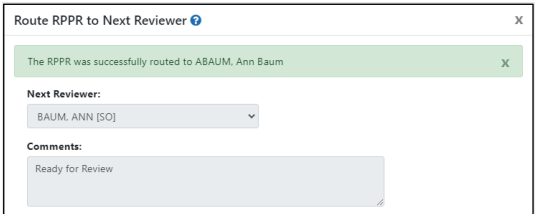 Route RPPR to Next Reviewer ?
X
The RPPR was successfully routed to ABAUM, Ann Baum
X
Next Reviewer:
BAUM, ANN [SO]
Comments:
Ready for Review